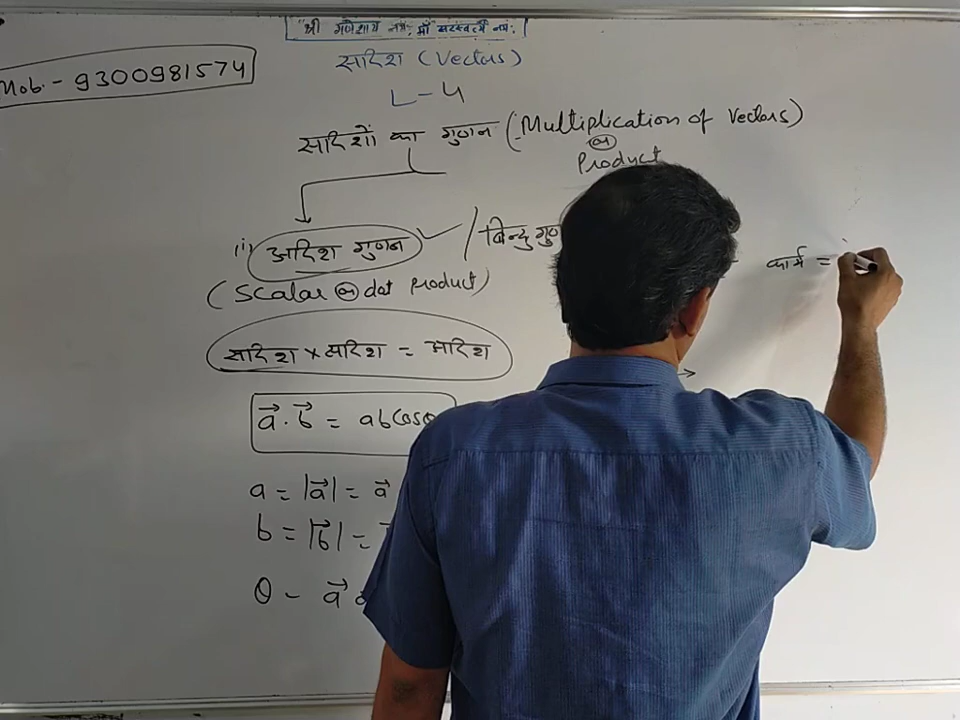 "श्री गणेशाय नमः, माँ सरस्वत्यै नमः,
Mob. - 9300981574
सदिश (Vectors)
L-4
सदिशों का गुणन (Multiplication of Vectors)
or
Product
(i) अदिश गुणन ✓ / बिन्दु गु
(Scalar or dot product)
सदिश × सदिश = अदिश
कार्य =
→
a⃗ . b⃗ = ab Cosθ
a = |a⃗| = a⃗
b = |b⃗| =
θ - a⃗